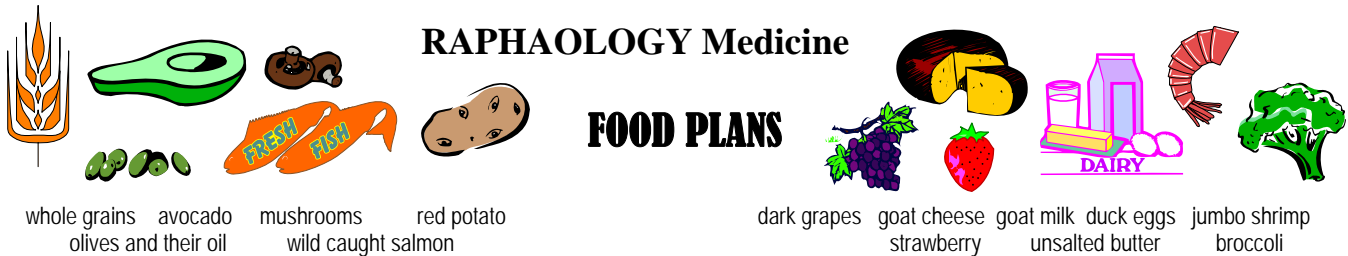 RAPHAOLOGY Medicine
FOOD PLANS
FRESH
FISH
DAIRY
whole grains avocado mushrooms red potato
olives and their oil wild caught salmon
dark grapes goat cheese goat milk duck eggs jumbo shrimp
strawberry unsalted butter broccoli